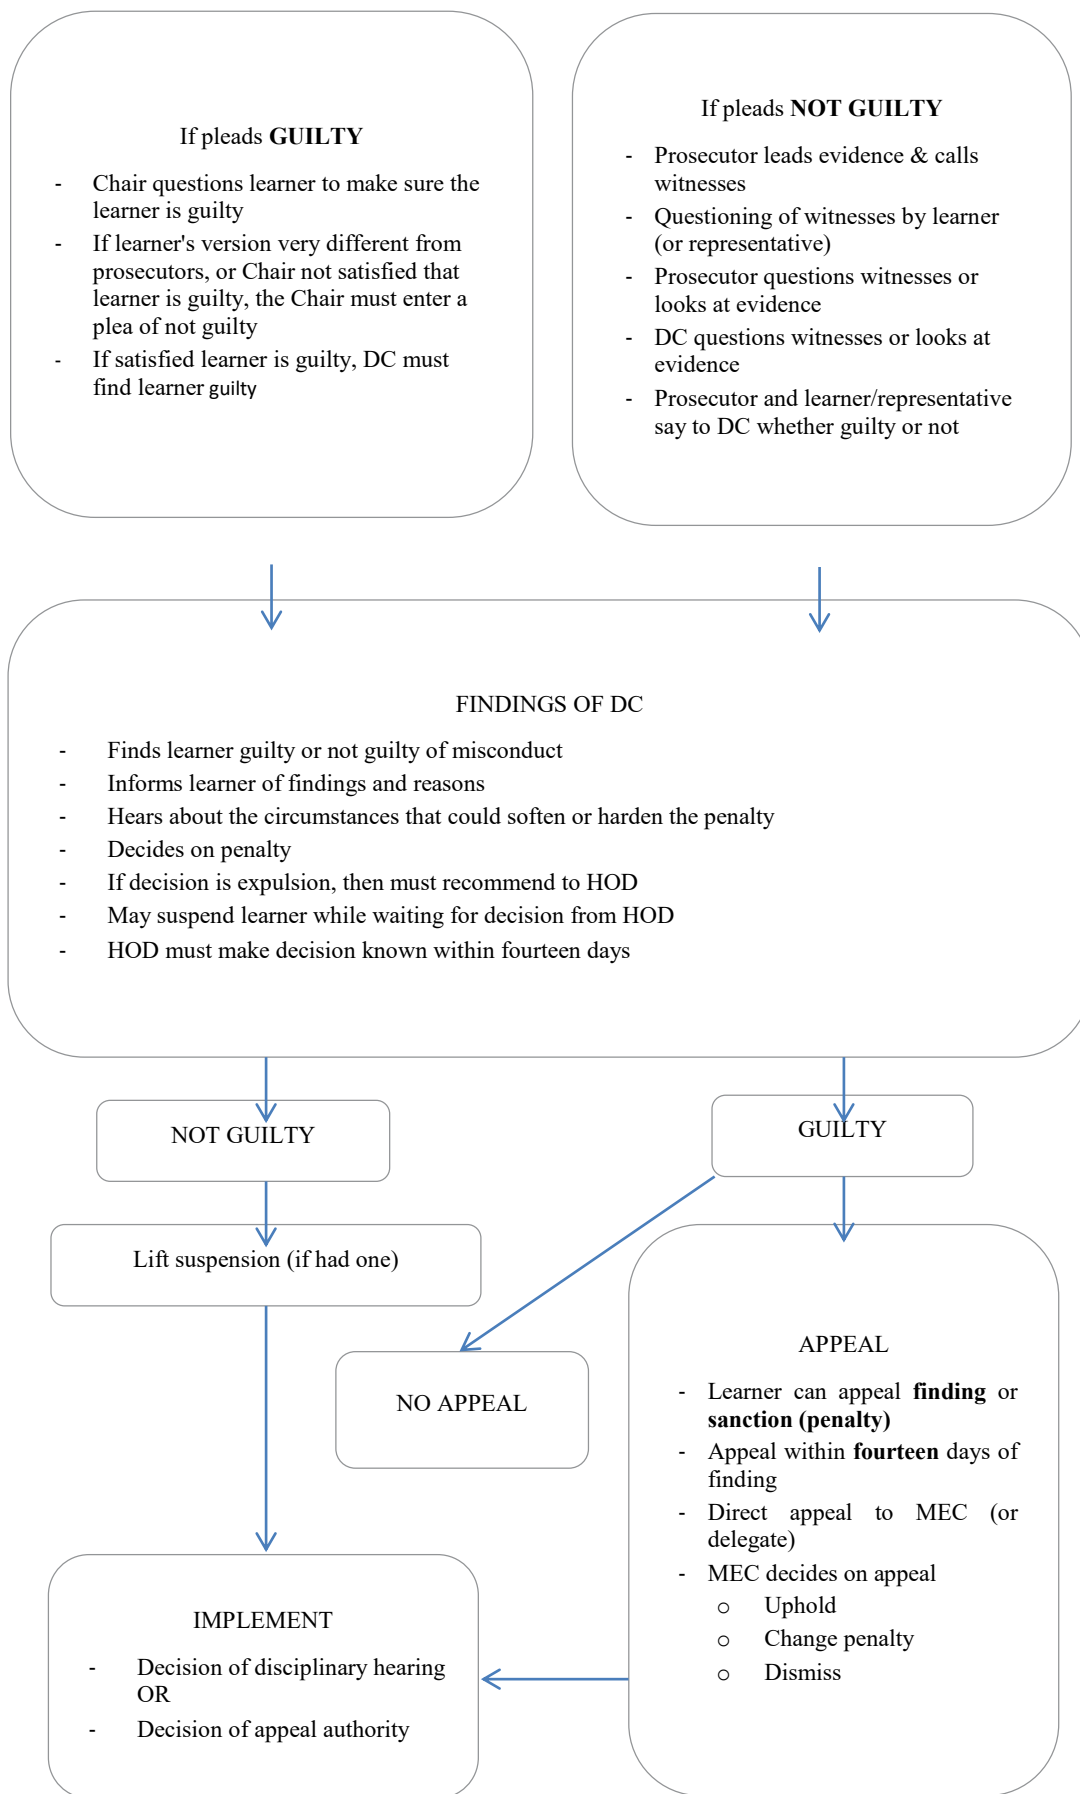 If pleads GUILTY
- Chair questions learner to make sure the
learner is guilty
- If learner's version very different from
prosecutors, or Chair not satisfied that
learner is guilty, the Chair must enter a
plea of not guilty
- If satisfied learner is guilty, DC must
find learner guilty
If pleads NOT GUILTY
- Prosecutor leads evidence & calls
witnesses
- Questioning of witnesses by learner
(or representative)
- Prosecutor questions witnesses or
looks at evidence
- DC questions witnesses or looks at
evidence
- Prosecutor and learner/representative
say to DC whether guilty or not
FINDINGS OF DC
- Finds learner guilty or not guilty of misconduct
- Informs learner of findings and reasons
- Hears about the circumstances that could soften or harden the penalty
- Decides on penalty
- If decision is expulsion, then must recommend to HOD
- May suspend learner while waiting for decision from HOD
- HOD must make decision known within fourteen days
NOT GUILTY
GUILTY
Lift suspension (if had one)
NO APPEAL
APPEAL
- Learner can appeal finding or
sanction (penalty)
- Appeal within fourteen days of
finding
- Direct appeal to MEC (or
delegate)
- MEC decides on appeal
o Uphold
o Change penalty
o Dismiss
IMPLEMENT
- Decision of disciplinary hearing
OR
- Decision of appeal authority